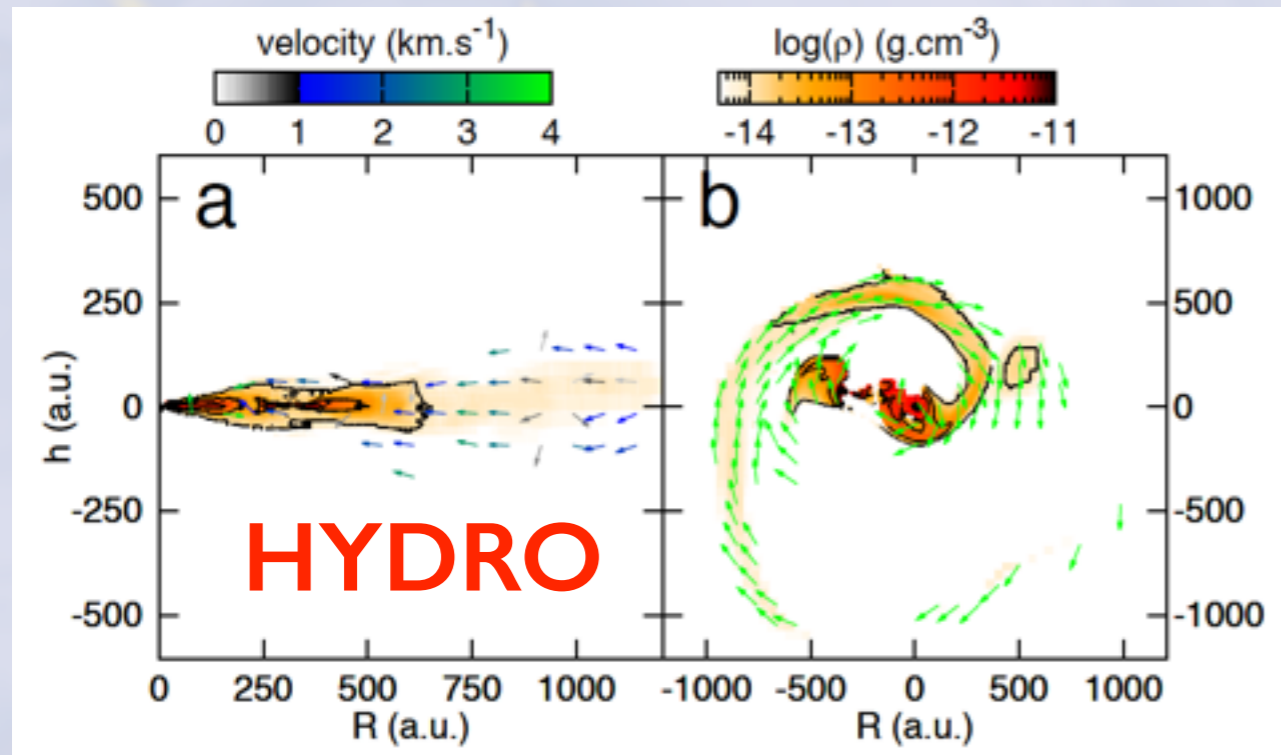 velocity (km.s⁻¹) log(ρ) (g.cm⁻³)
0 1 2 3 4 -14 -13 -12 -11
a b
500 1000
250 500
h (a.u.) 0 0
-250 -500
HYDRO
-500 -1000
0 250 500 750 1000 -1000 -500 0 500 1000
R (a.u.) R (a.u.)